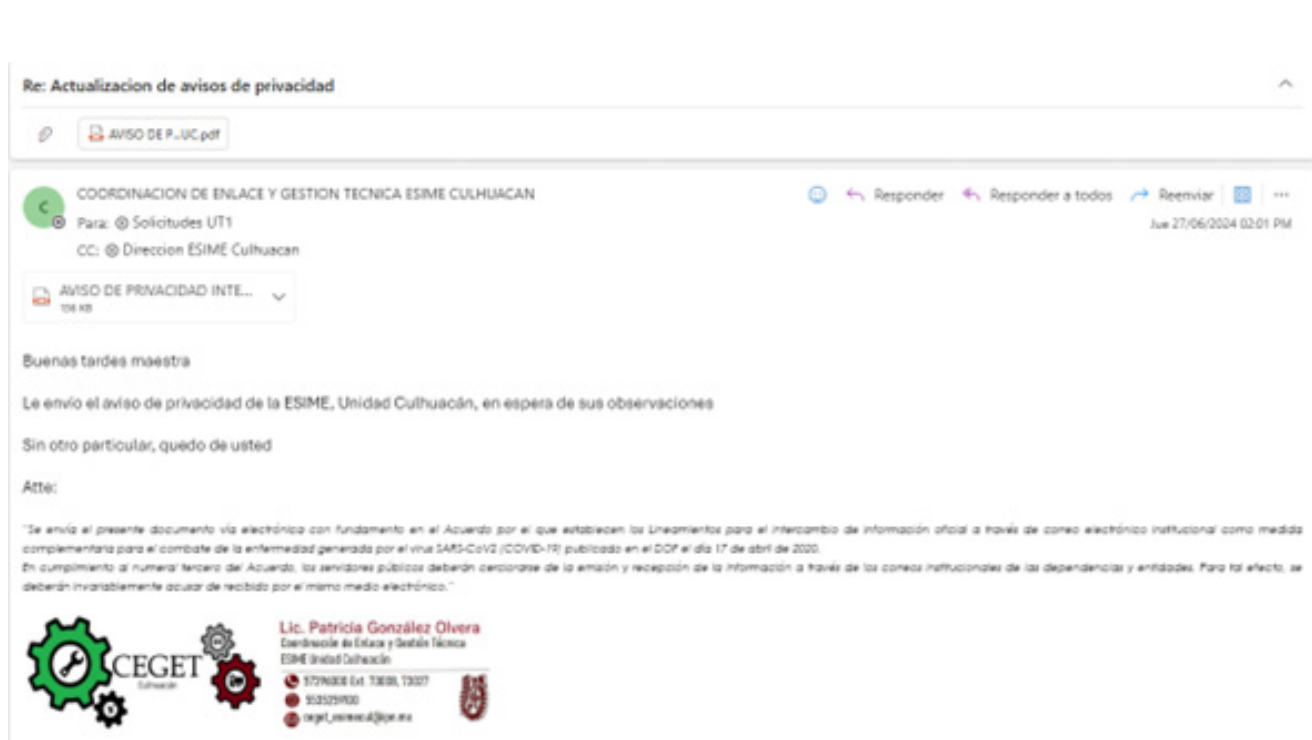 Re: Actualizacion de avisos de privacidad
AVISO DE P...UC.pdf
COORDINACION DE ENLACE Y GESTION TECNICA ESIME CULHUACAN
Responder Responder a todos Reenviar
C
Para: Solicitudes UT1
Jue 27/06/2024 02:01 PM
CC: Direccion ESIME Culhuacan
AVISO DE PRIVACIDAD INTE...
KB
Buenas tardes maestra
Le envío el aviso de privacidad de la ESIME, Unidad Culhuacán, en espera de sus observaciones
Sin otro particular, quedo de usted
Atte:
"Se envía el presente documento vía electrónica con fundamento en el Acuerdo por el que establecen los Lineamientos para el intercambio de información oficial a través de correo electrónico institucional como medida
complementaria para el combate de la enfermedad generada por el virus SARS-CoV2 (COVID-19) publicado en el DOF el día 17 de abril de 2020.
En cumplimiento al numeral tercero del Acuerdo, los servidores públicos deberán cerciorarse de la emisión y recepción de la información a través de los correos institucionales de las dependencias y entidades. Para tal efecto, se
deberán invariablemente acusar de recibido por el mismo medio electrónico."
CEGET
Culhuacán
Lic. Patricia González Olvera
Coordinación de Enlace y Gestión Técnica
ESIME Unidad Culhuacán
57296000 Ext. 73008, 73027